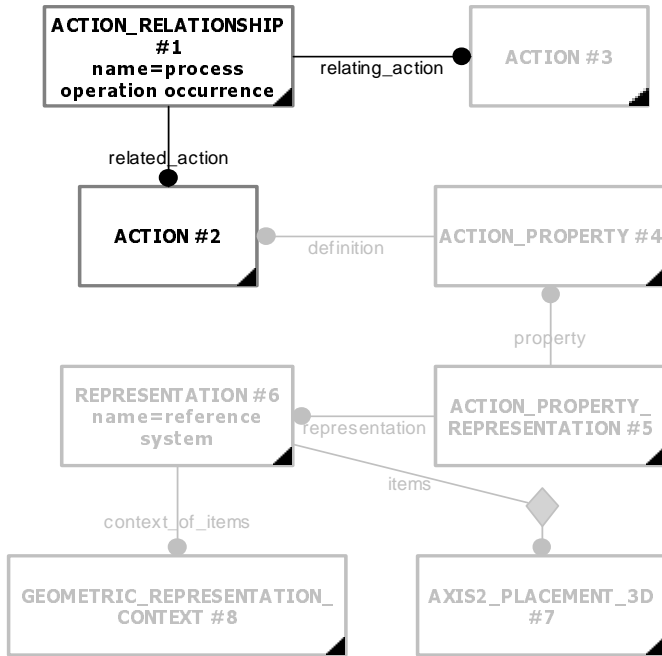 ACTION_RELATIONSHIP
#1
name=process
operation occurrence
relating_action
ACTION #3
related_action
ACTION #2
definition
ACTION_PROPERTY #4
property
REPRESENTATION #6
name=reference
system
representation
ACTION_PROPERTY_
REPRESENTATION #5
items
context_of_items
GEOMETRIC_REPRESENTATION_
CONTEXT #8
AXIS2_PLACEMENT_3D
#7